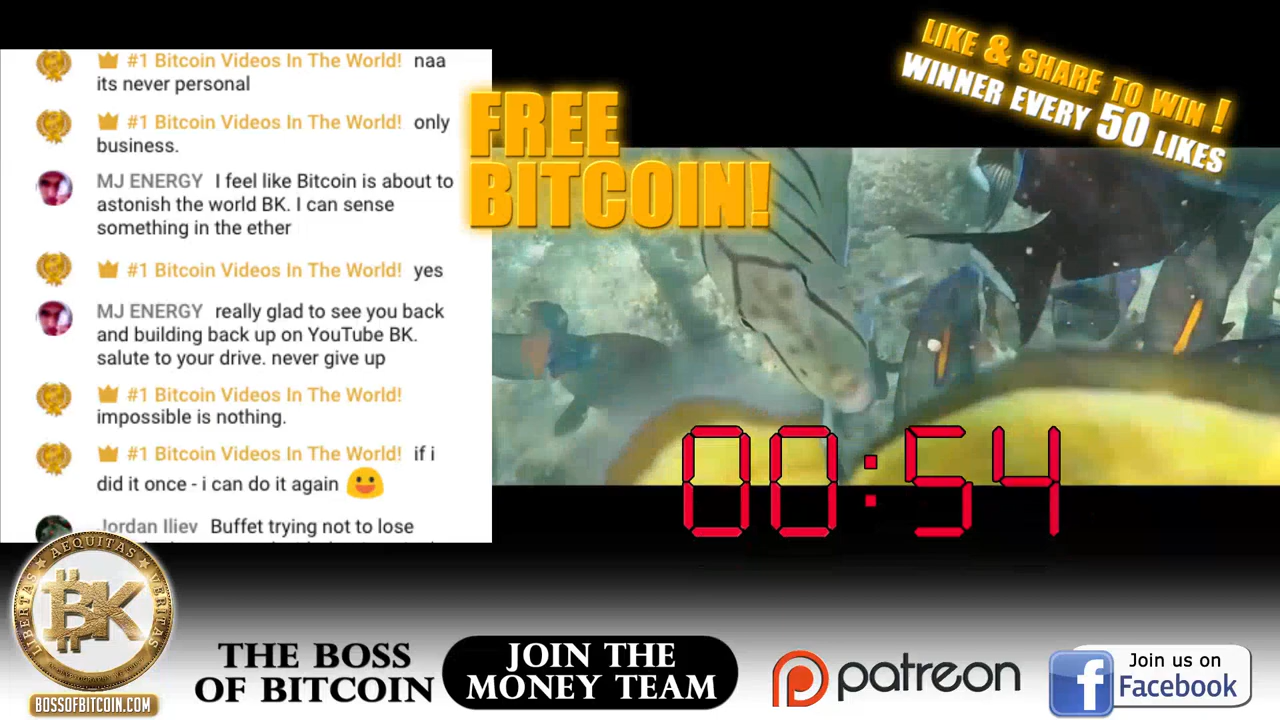 #1 Bitcoin Videos In The World! naa
its never personal
#1 Bitcoin Videos In The World! only
business.
MJ ENERGY I feel like Bitcoin is about to
astonish the world BK. I can sense
something in the ether
#1 Bitcoin Videos In The World! yes
MJ ENERGY really glad to see you back
and building back up on YouTube BK.
salute to your drive. never give up
#1 Bitcoin Videos In The World!
impossible is nothing.
#1 Bitcoin Videos In The World! if i
did it once - i can do it again
Jordan Iliev Buffet trying not to lose
FREE
BITCOIN!
LIKE & SHARE TO WIN !
WINNER EVERY 50 LIKES
00:54
AEQUITAS
LIBERTAS
VERITAS
BK
BOSSOFBITCOIN.COM
THE BOSS
OF BITCOIN
JOIN THE
MONEY TEAM
patreon
f
Join us on
Facebook